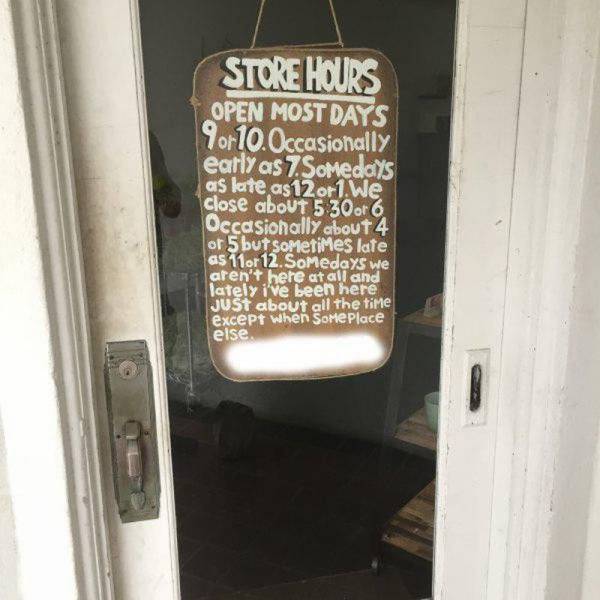 STORE HOURS
OPEN MOST DAYS
9 or 10. Occasionally
early as 7. SoMedays
as late as 12 or 1. We
close about 5:30 or 6
Occasionally about 4
or 5 but sometiMes late
as 11 or 12. SoMedays we
aren't here at all and
lately i've been here
JUSt about all the tiMe
except when SoMePlace
else.